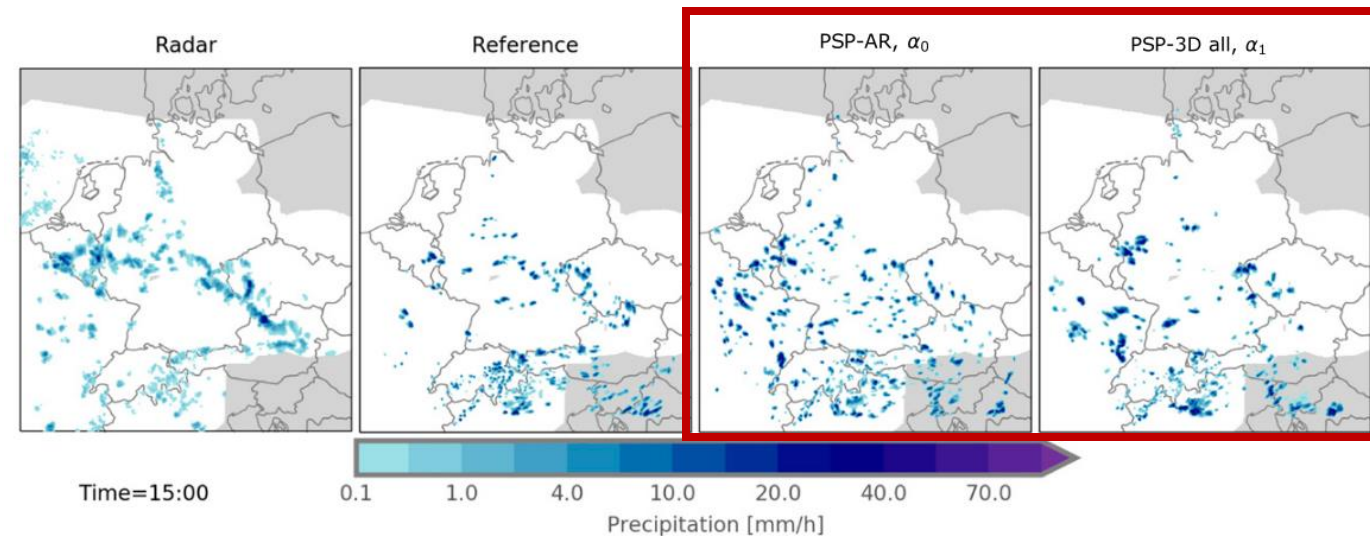 Radar
Reference
PSP-AR, α₀
PSP-3D all, α₁
Time=15:00
0.1 1.0 4.0 10.0 20.0 40.0 70.0
Precipitation [mm/h]